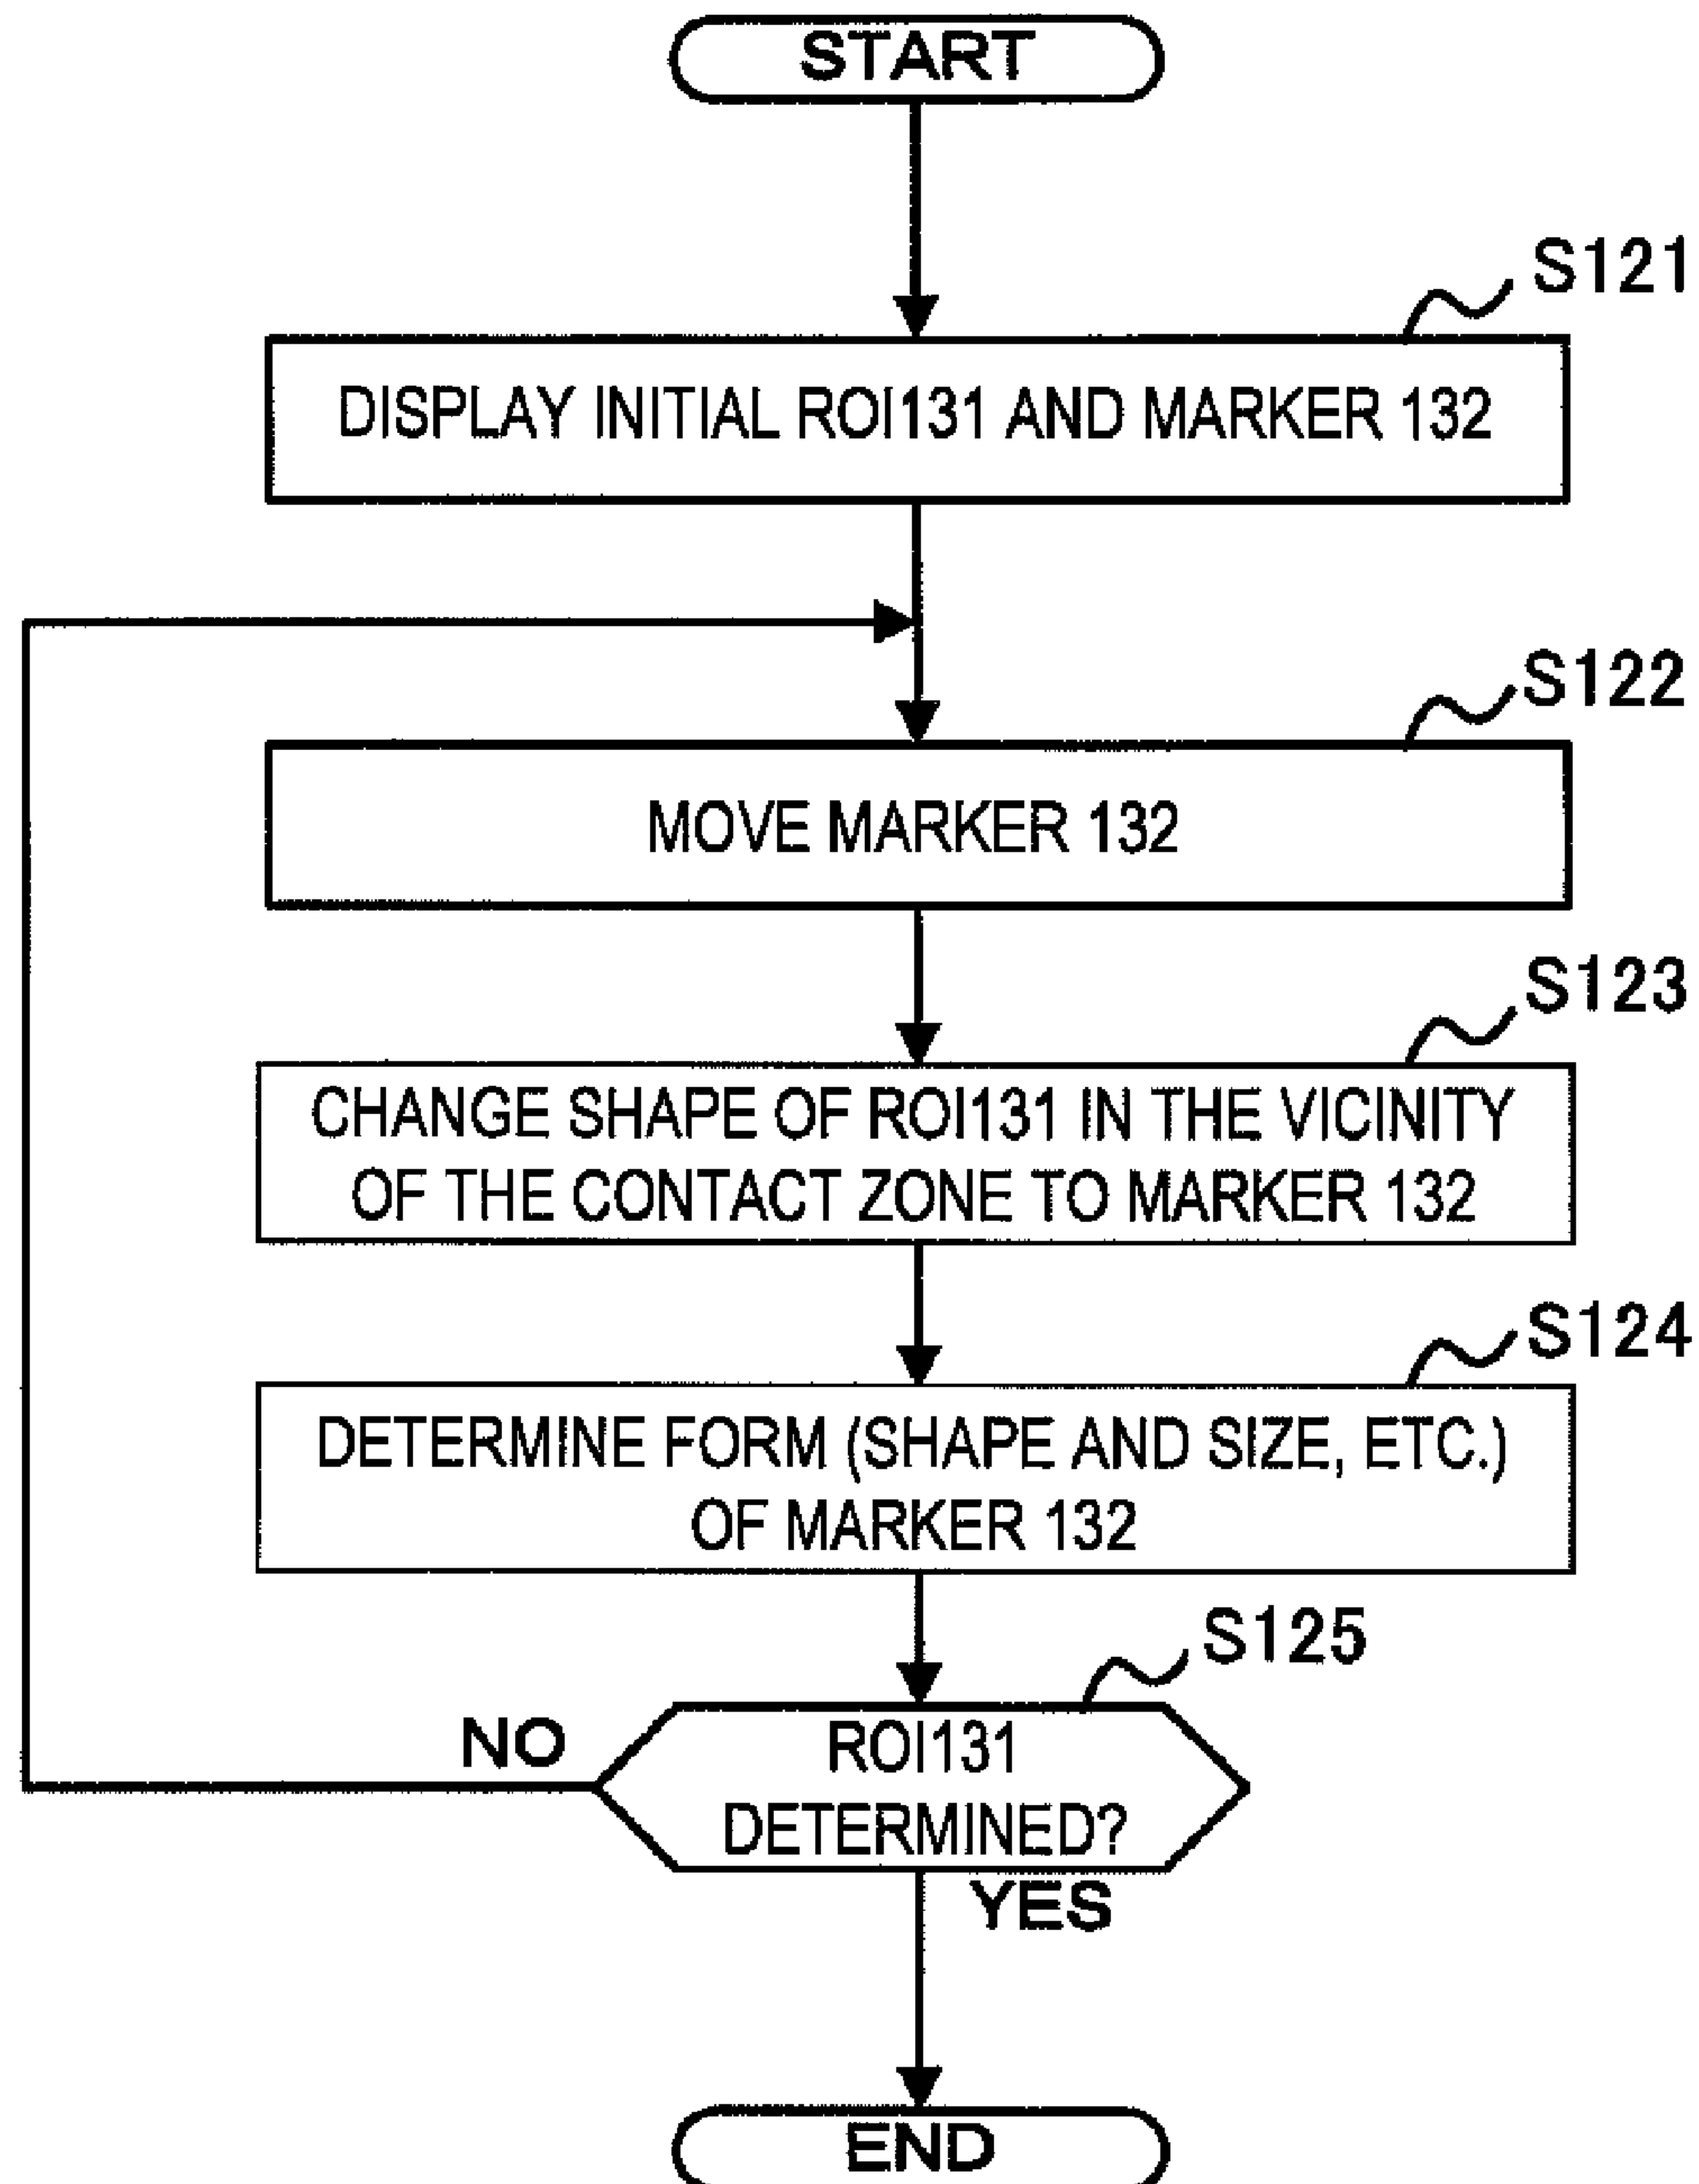 START
S121
DISPLAY INITIAL ROI131 AND MARKER 132
S122
MOVE MARKER 132
S123
CHANGE SHAPE OF ROI131 IN THE VICINITY
OF THE CONTACT ZONE TO MARKER 132
S124
DETERMINE FORM (SHAPE AND SIZE, ETC.)
OF MARKER 132
S125
ROI131
DETERMINED?
NO
YES
END